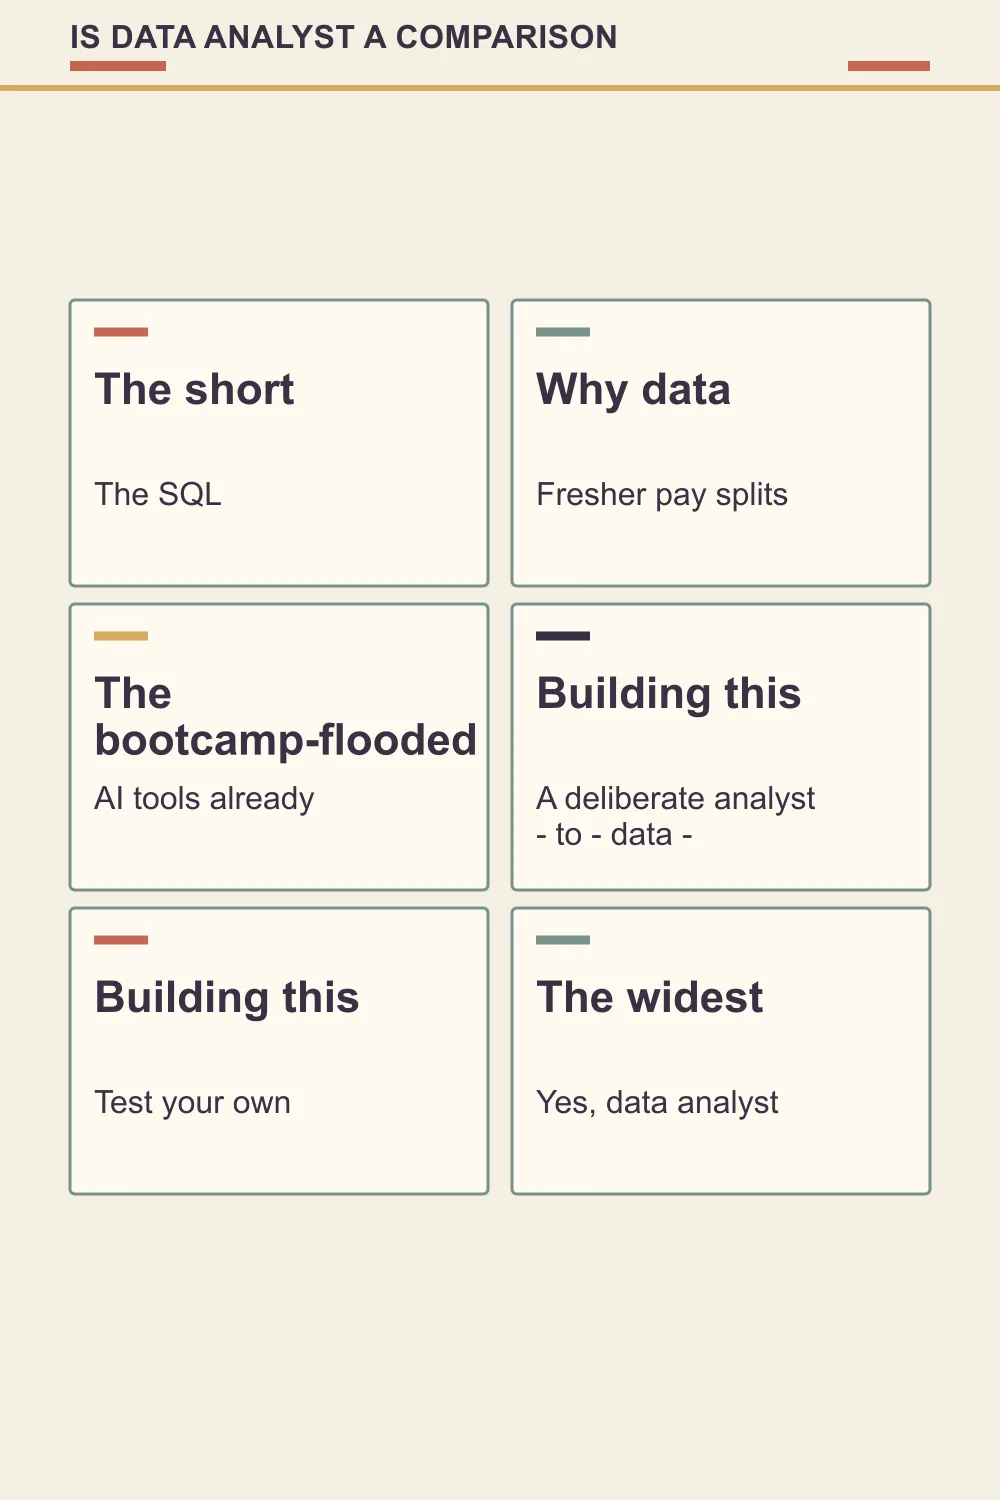 IS DATA ANALYST A COMPARISON
The short
The SQL
Why data
Fresher pay splits
The
bootcamp-flooded
AI tools already
Building this
A deliberate analyst
- to - data -
Building this
Test your own
The widest
Yes, data analyst